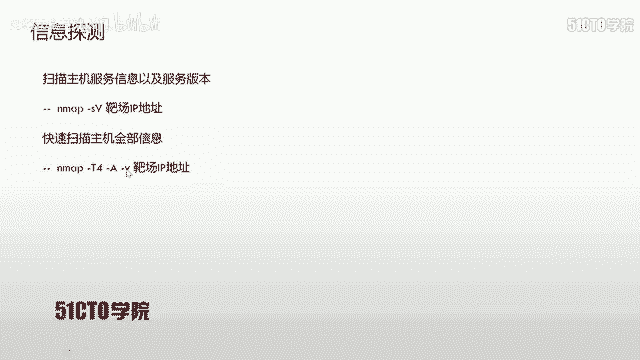 信息探测
51CTO学院
扫描主机服务信息以及服务版本
-- nmap -sV 靶场IP地址
快速扫描主机全部信息
-- nmap -T4 -A -v 靶场IP地址
51CTO学院